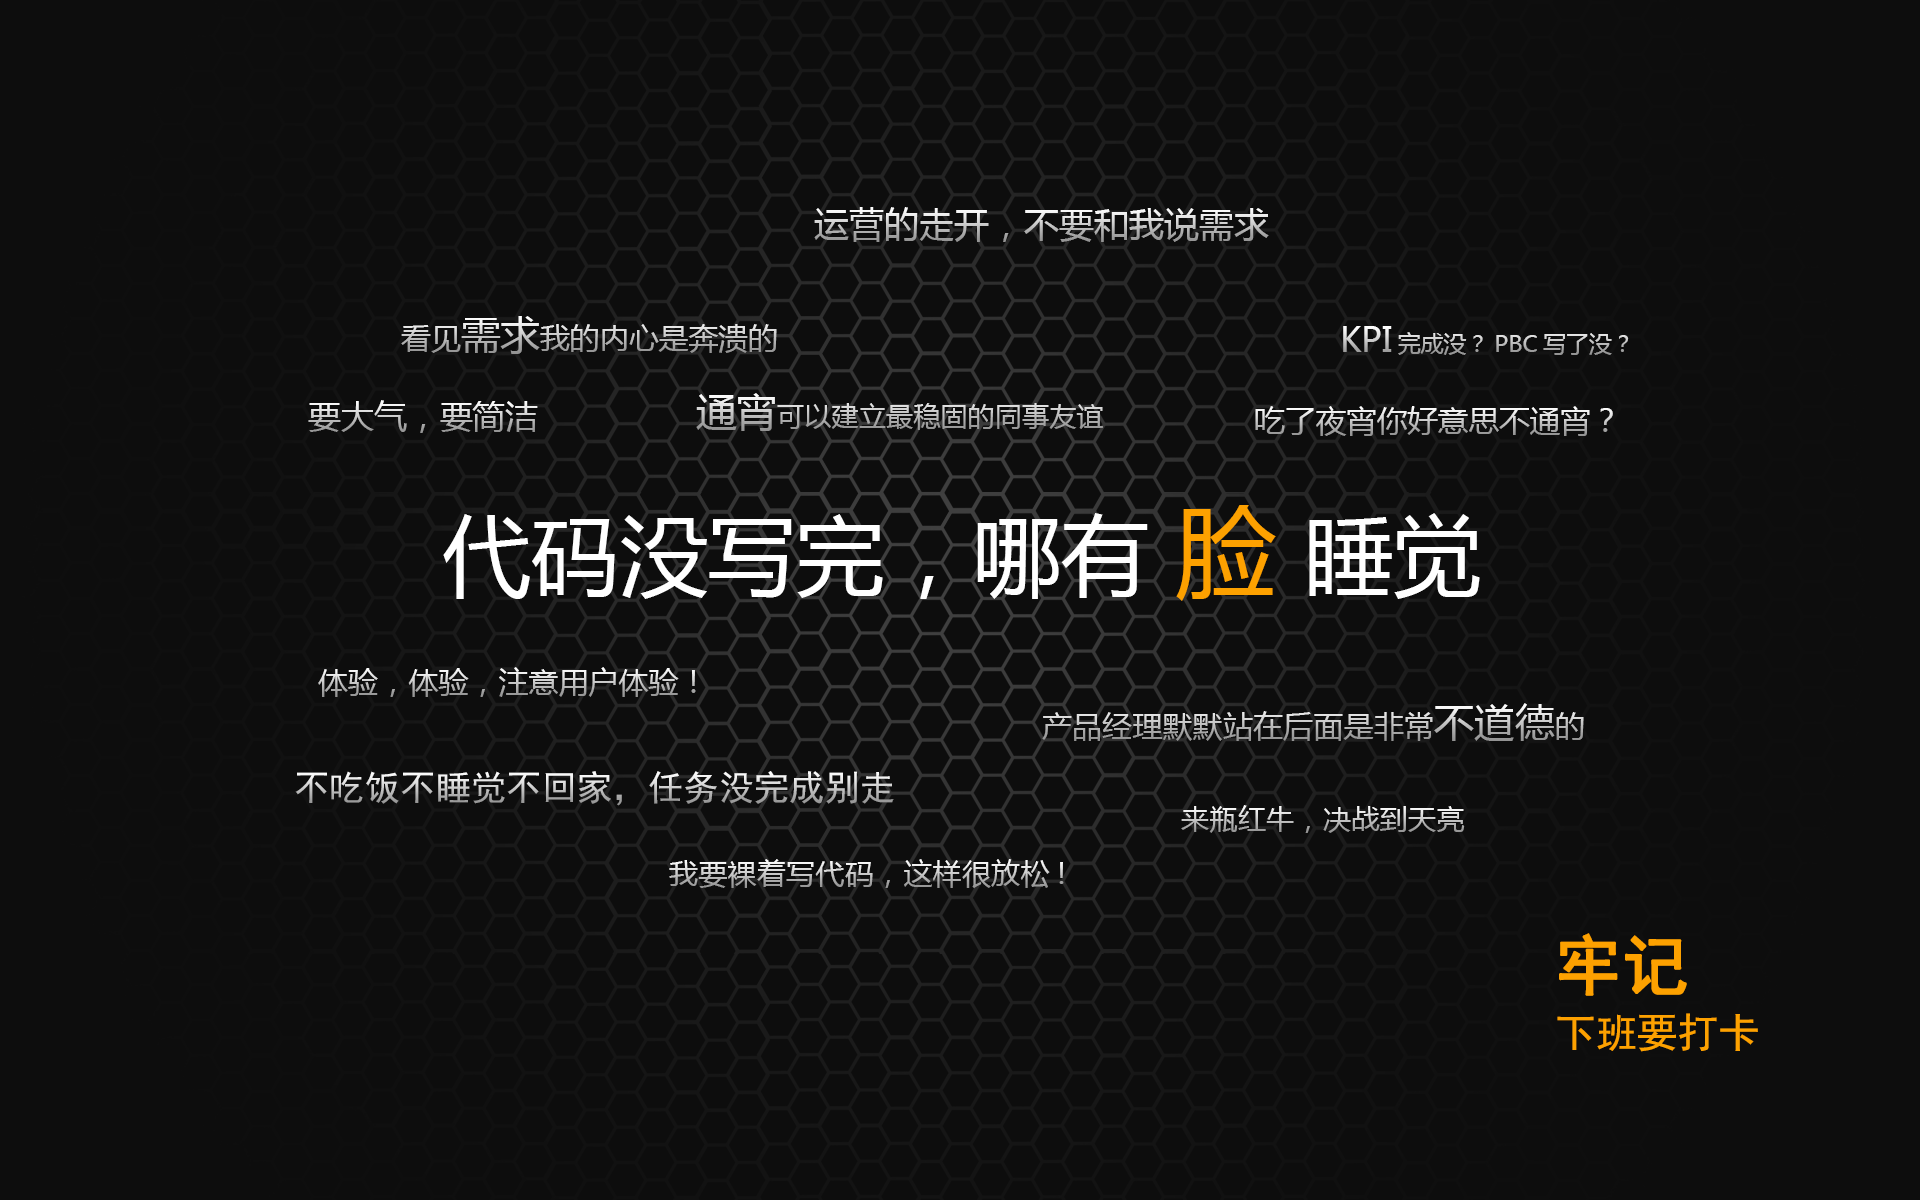 运营的走开，不要和我说需求
看见需求我的内心是奔溃的
KPI 完成没？ PBC 写了没？
要大气，要简洁
通宵可以建立最稳固的同事友谊
吃了夜宵你好意思不通宵？
代码没写完，哪有 脸 睡觉
体验，体验，注意用户体验！
产品经理默默站在后面是非常不道德的
不吃饭不睡觉不回家，任务没完成别走
来瓶红牛，决战到天亮
我要裸着写代码，这样很放松！
牢记
下班要打卡